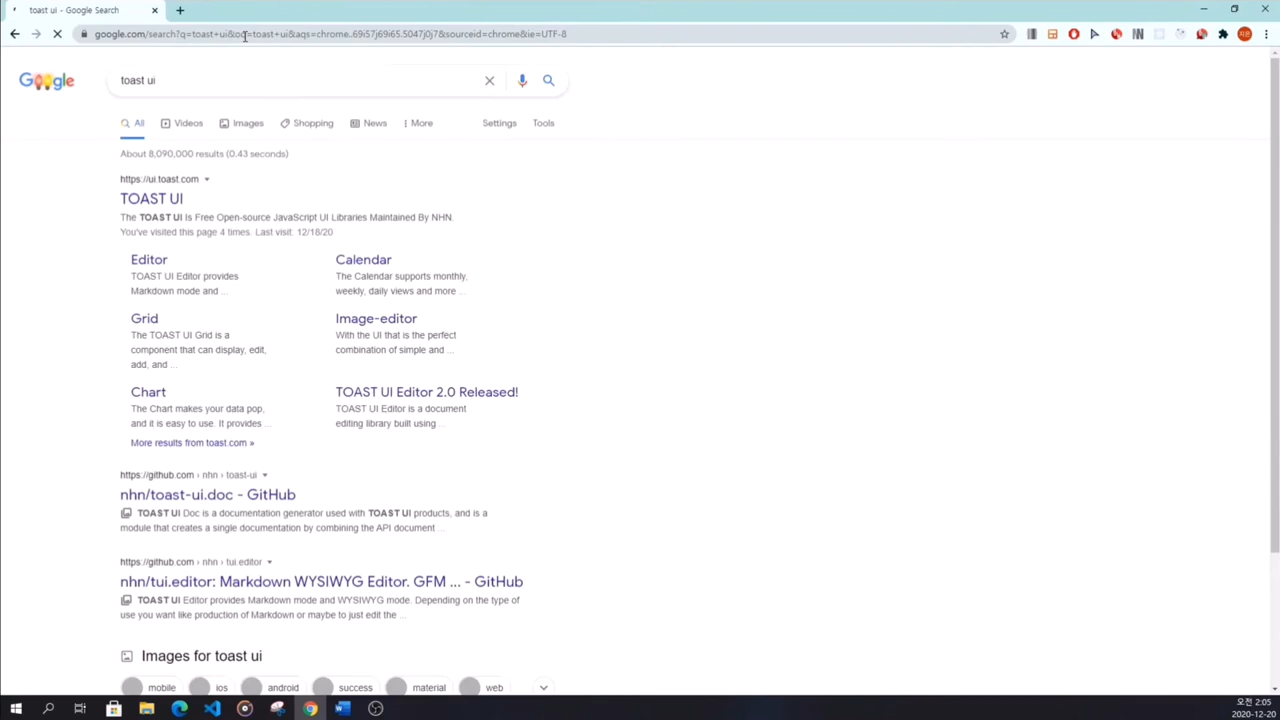 toast ui - Google Search
google.com/search?q=toast+ui&oq=toast+ui&aqs=chrome..69i57j69i65.5047j0j7&sourceid=chrome&ie=UTF-8
Google
toast ui
All
Videos
Images
Shopping
News
More
Settings
Tools
About 8,090,000 results (0.43 seconds)
https://ui.toast.com
TOAST UI
The TOAST UI Is Free Open-source JavaScript UI Libraries Maintained By NHN.
You've visited this page 4 times. Last visit: 12/18/20
Editor
TOAST UI Editor provides
Markdown mode and ...
Calendar
The Calendar supports monthly,
weekly, daily views and more ...
Grid
The TOAST UI Grid is a
component that can display, edit,
add, and ...
Image-editor
With the UI that is the perfect
combination of simple and ...
Chart
The Chart makes your data pop,
and it is easy to use. It provides ...
TOAST UI Editor 2.0 Released!
TOAST UI Editor is a document
editing library built using ...
More results from toast.com »
https://github.com › nhn › toast-ui
nhn/toast-ui.doc - GitHub
TOAST UI Doc is a documentation generator used with TOAST UI products, and is a
module that creates a single documentation by combining the API document ...
https://github.com › nhn › tui.editor
nhn/tui.editor: Markdown WYSIWYG Editor. GFM ... - GitHub
TOAST UI Editor provides Markdown mode and WYSIWYG mode. Depending on the type of
use you want like production of Markdown or maybe to just edit the ...
Images for toast ui
mobile
ios
android
success
material
web
오전 2:05
2020-12-20